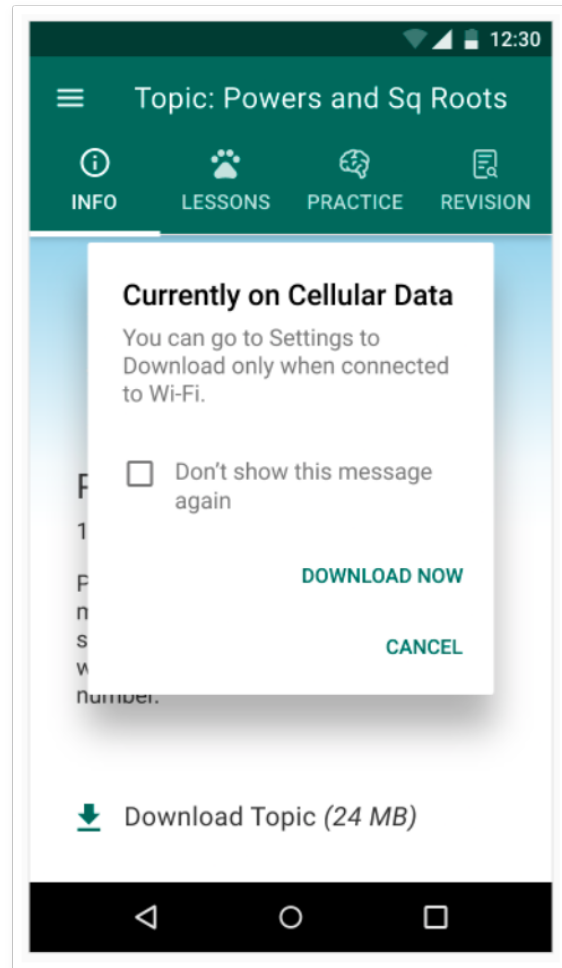 12:30
Topic: Powers and Sq Roots
INFO LESSONS PRACTICE REVISION
Currently on Cellular Data
You can go to Settings to
Download only when connected
to Wi-Fi.
Don't show this message
again
DOWNLOAD NOW
CANCEL
number.
Download Topic (24 MB)